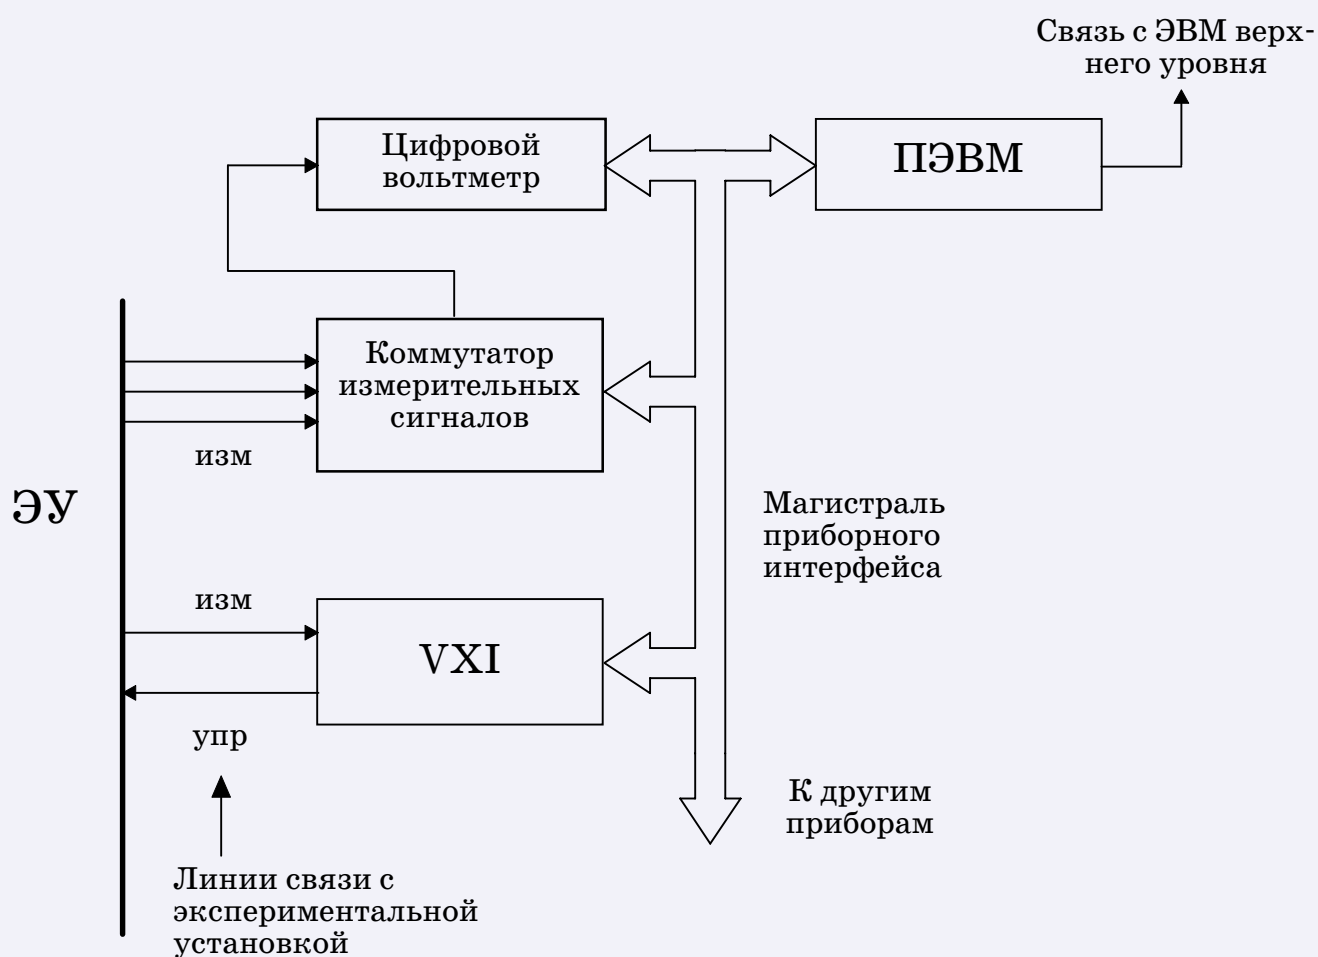 Связь с ЭВМ верх-
него уровня
Цифровой
вольтметр
ПЭВМ
Коммутатор
измерительных
сигналов
изм
ЭУ
Магистраль
приборного
интерфейса
изм
VXI
упр
К другим
приборам
Линии связи с
экспериментальной
установкой